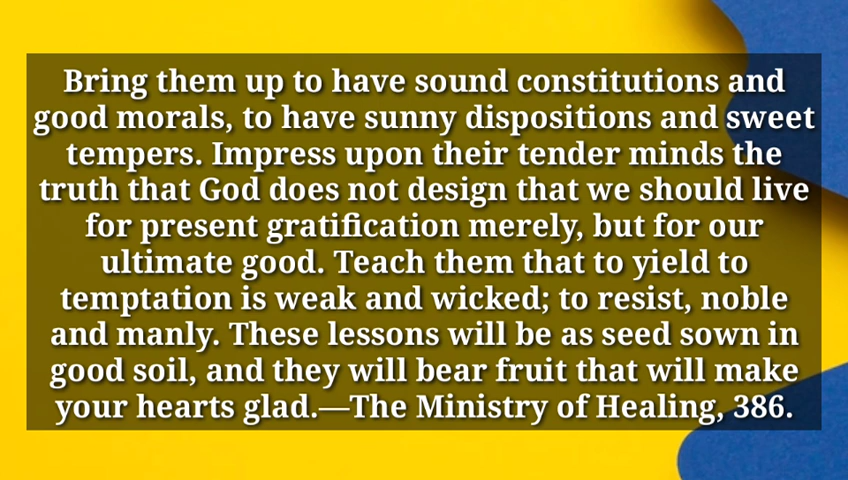 Bring them up to have sound constitutions and
good morals, to have sunny dispositions and sweet
tempers. Impress upon their tender minds the
truth that God does not design that we should live
for present gratification merely, but for our
ultimate good. Teach them that to yield to
temptation is weak and wicked; to resist, noble
and manly. These lessons will be as seed sown in
good soil, and they will bear fruit that will make
your hearts glad.—The Ministry of Healing, 386.